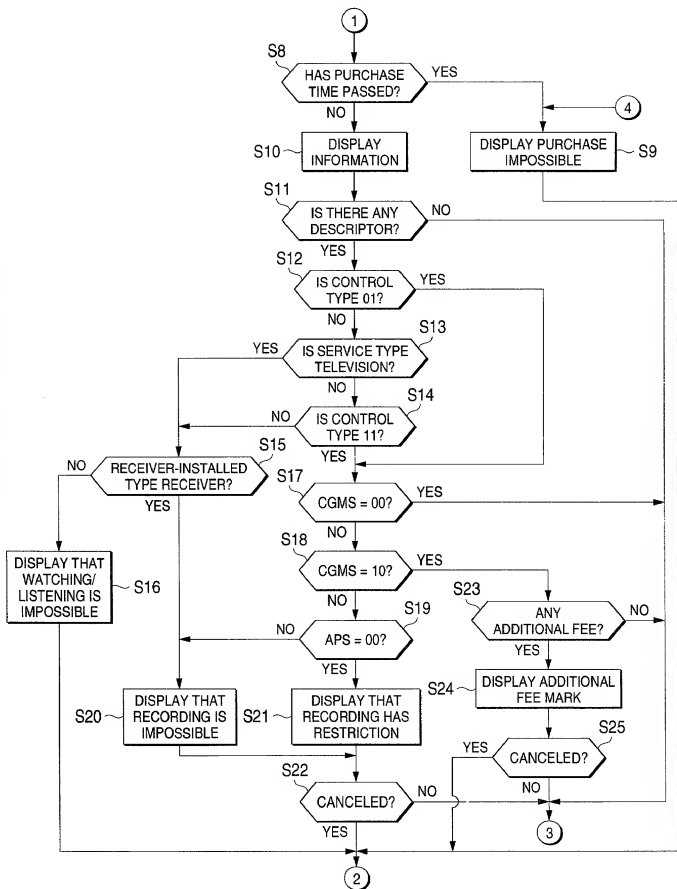 1
S8
HAS PURCHASE
TIME PASSED?
YES
NO
4
S10
DISPLAY
INFORMATION
DISPLAY PURCHASE
IMPOSSIBLE
S9
S11
IS THERE ANY
DESCRIPTOR?
NO
YES
S12
IS CONTROL
TYPE 01?
YES
NO
S13
YES
IS SERVICE TYPE
TELEVISION?
NO
S14
NO
IS CONTROL
TYPE 11?
YES
S15
NO
RECEIVER-INSTALLED
TYPE RECEIVER?
YES
S17
CGMS = 00?
YES
NO
S18
CGMS = 10?
YES
NO
DISPLAY THAT
WATCHING/
LISTENING IS
IMPOSSIBLE
S16
S23
ANY
ADDITIONAL FEE?
NO
YES
S19
NO
APS = 00?
YES
S24
DISPLAY ADDITIONAL
FEE MARK
S20
DISPLAY THAT
RECORDING IS
IMPOSSIBLE
S21
DISPLAY THAT
RECORDING HAS
RESTRICTION
S25
YES
CANCELED?
NO
S22
CANCELED?
NO
YES
3
2